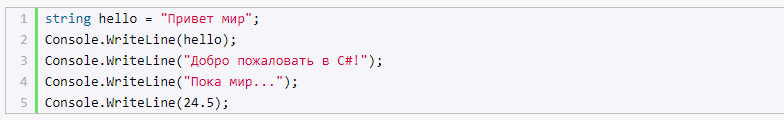 1 string hello = "Привет мир";
2 Console.WriteLine(hello);
3 Console.WriteLine("Добро пожаловать в C#!");
4 Console.WriteLine("Пока мир...");
5 Console.WriteLine(24.5);